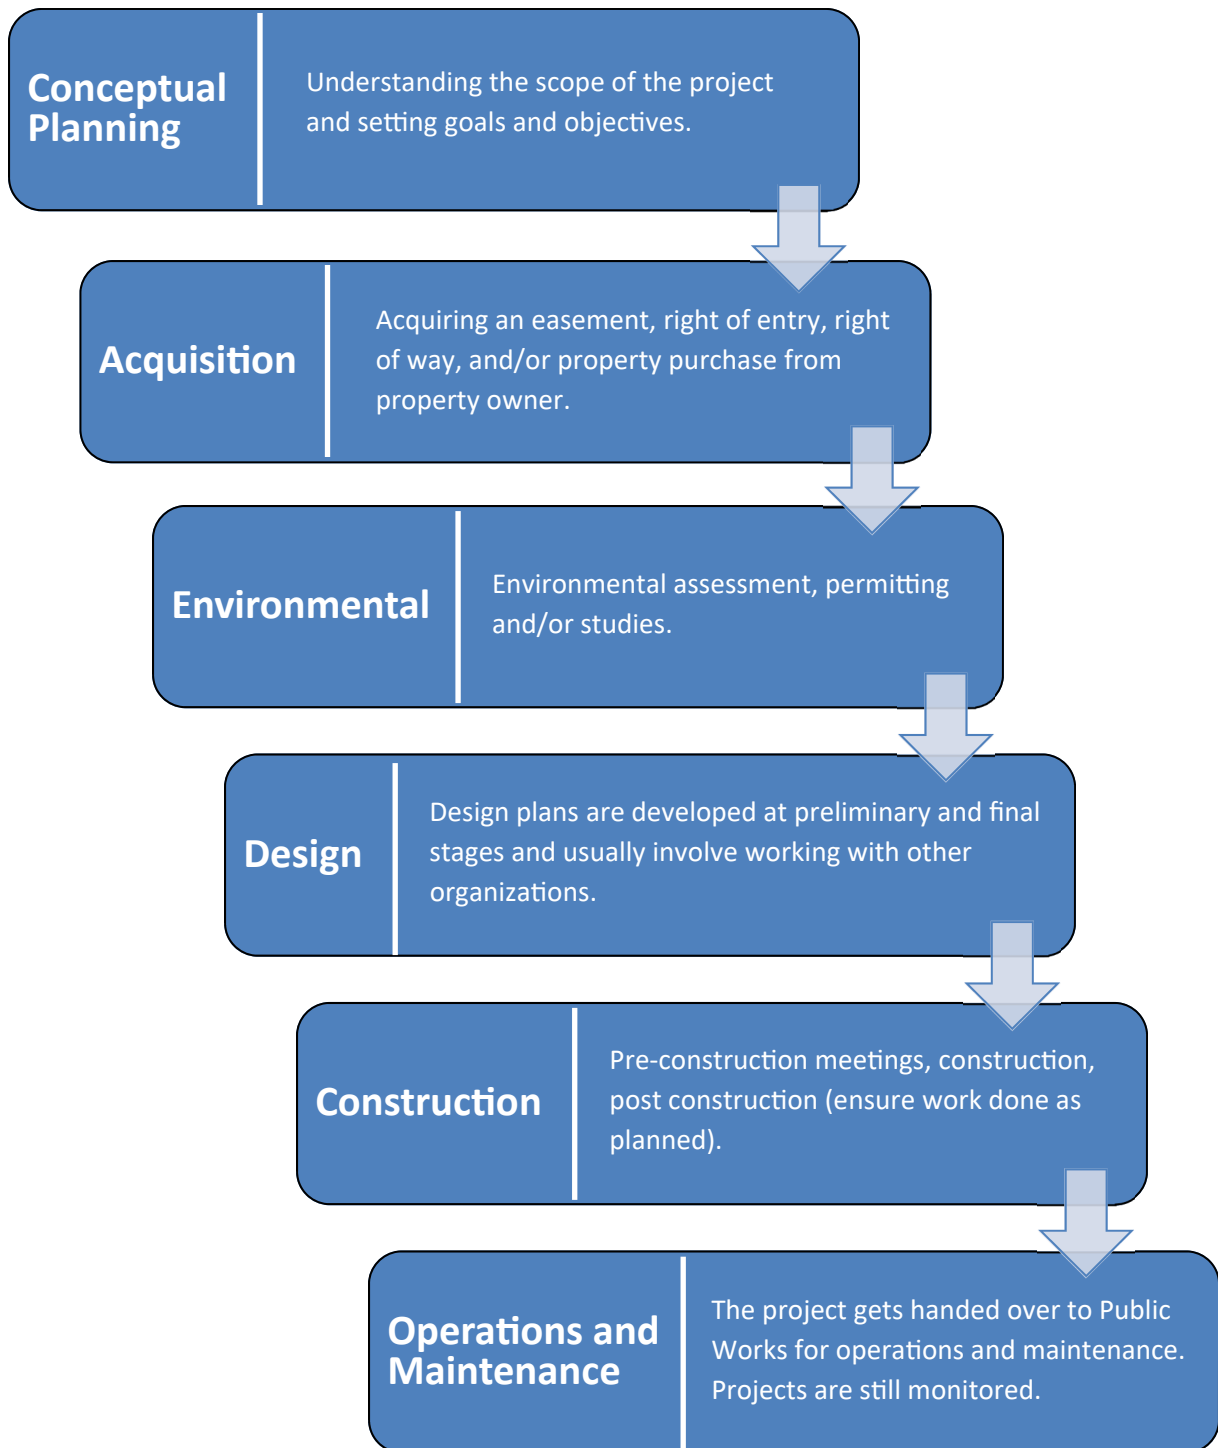 Conceptual
Planning
Understanding the scope of the project
and setting goals and objectives.
Acquisition
Acquiring an easement, right of entry, right
of way, and/or property purchase from
property owner.
Environmental
Environmental assessment, permitting
and/or studies.
Design
Design plans are developed at preliminary and final
stages and usually involve working with other
organizations.
Construction
Pre-construction meetings, construction,
post construction (ensure work done as
planned).
Operations and
Maintenance
The project gets handed over to Public
Works for operations and maintenance.
Projects are still monitored.